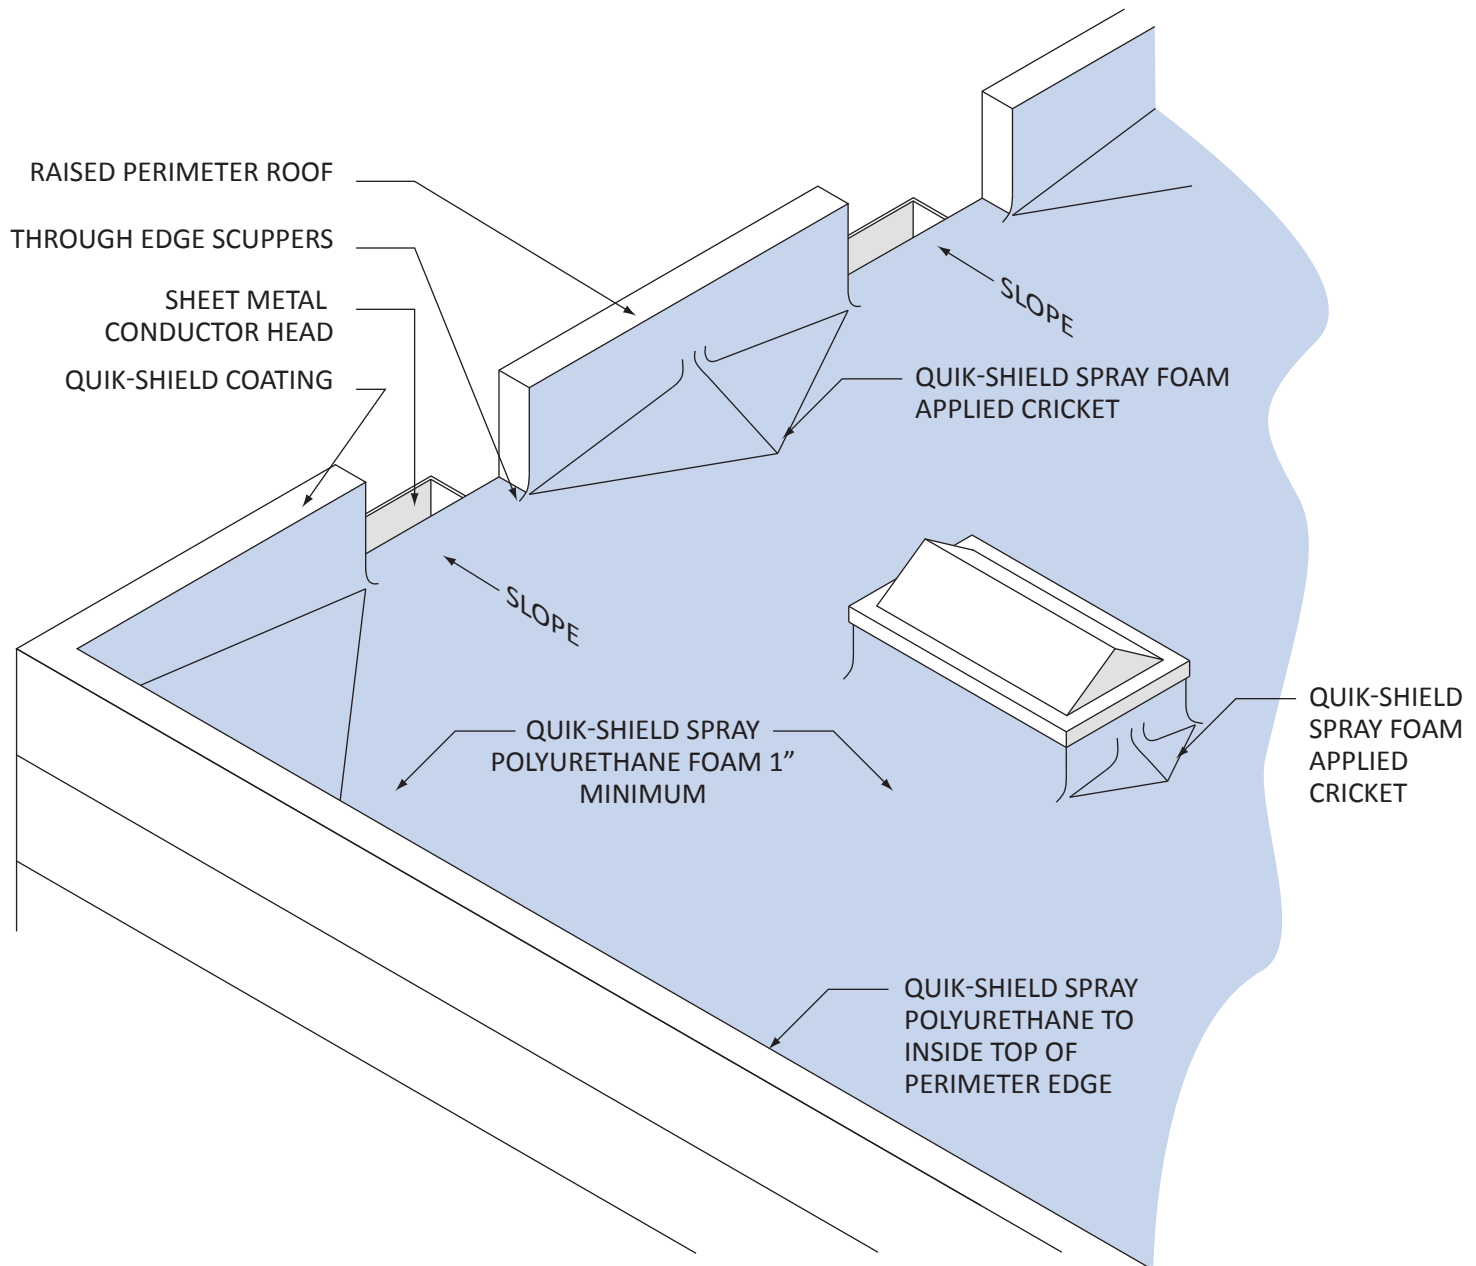 RAISED PERIMETER ROOF
THROUGH EDGE SCUPPERS
SHEET METAL
CONDUCTOR HEAD
QUIK-SHIELD COATING
SLOPE
QUIK-SHIELD SPRAY FOAM
APPLIED CRICKET
SLOPE
QUIK-SHIELD SPRAY
POLYURETHANE FOAM 1”
MINIMUM
QUIK-SHIELD
SPRAY FOAM
APPLIED
CRICKET
QUIK-SHIELD SPRAY
POLYURETHANE TO
INSIDE TOP OF
PERIMETER EDGE